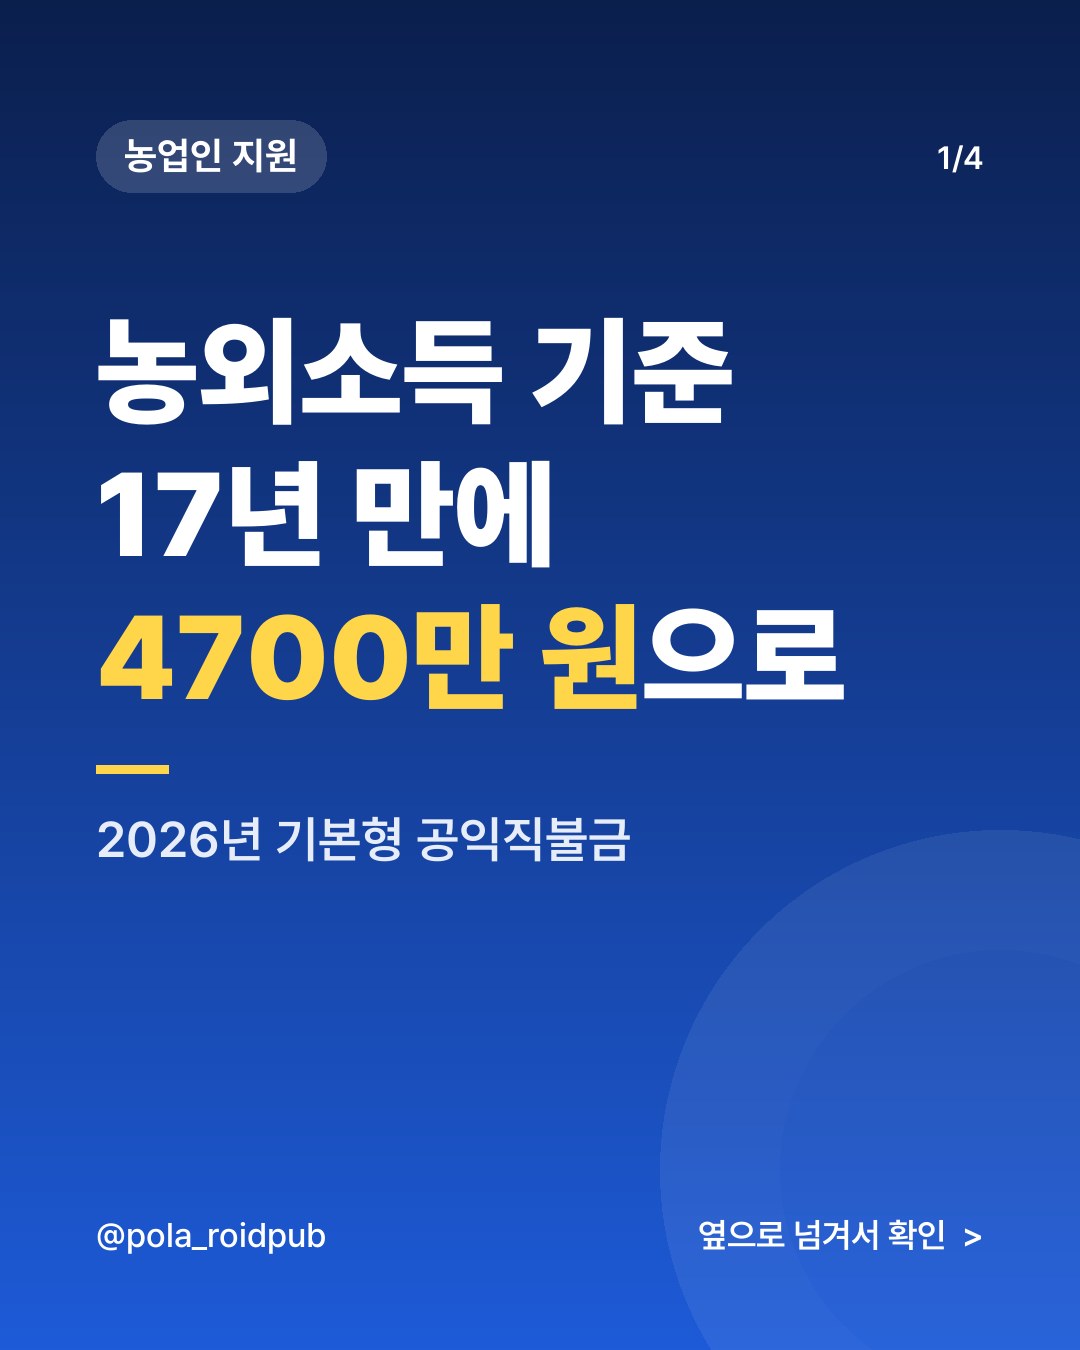 농업인 지원
1/4
농외소득 기준
17년 만에
4700만 원으로
2026년 기본형 공익직불금
@pola_roidpub
옆으로 넘겨서 확인 >